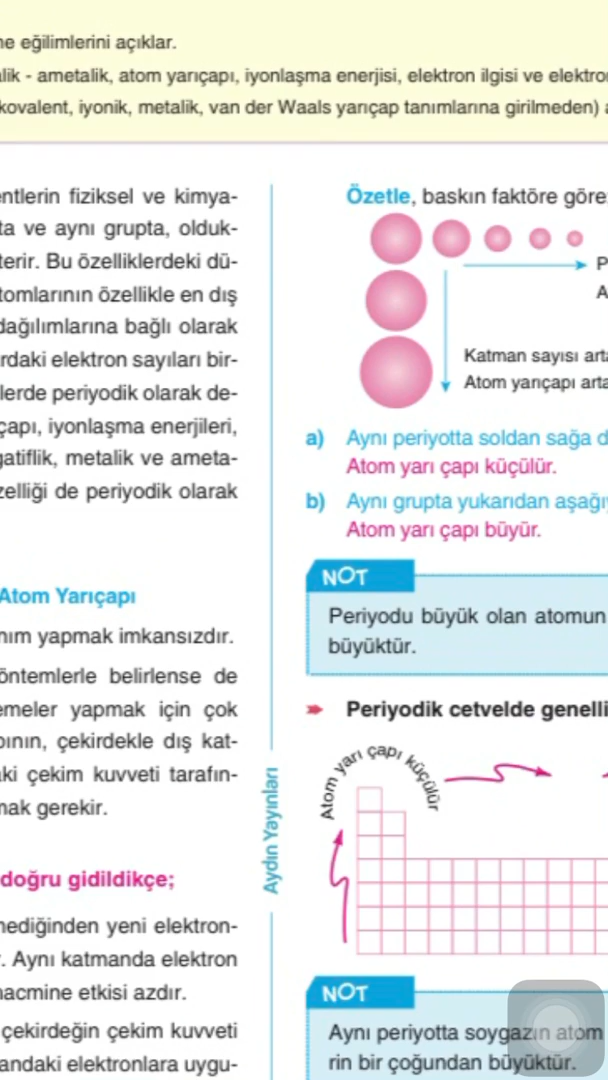 ne eğilimlerini açıklar.
lik - ametalik, atom yarıçapı, iyonlaşma enerjisi, elektron ilgisi ve elektro
kovalent, iyonik, metalik, van der Waals yarıçap tanımlarına girilmeden) a
entlerin fiziksel ve kimya-
ta ve aynı grupta, olduk-
terir. Bu özelliklerdeki dü-
tomlarının özellikle en dış
dağılımlarına bağlı olarak
rdaki elektron sayıları bir-
lerde periyodik olarak de-
çapı, iyonlaşma enerjileri,
gatiflik, metalik ve ameta-
zelliği de periyodik olarak
Atom Yarıçapı
nım yapmak imkansızdır.
öntemlerle belirlense de
emeler yapmak için çok
bının, çekirdekle dış kat-
ki çekim kuvveti tarafın-
mak gerekir.
doğru gidildikçe;
mediğinden yeni elektron-
r. Aynı katmanda elektron
hacmine etkisi azdır.
çekirdeğin çekim kuvveti
andaki elektronlara uygu-
Aydın Yayınları
Özetle, baskın faktöre göre
P
A
Katman sayısı arta
Atom yarıçapı arta
a) Aynı periyotta soldan sağa d
Atom yarı çapı küçülür.
b) Aynı grupta yukarıdan aşağıy
Atom yarı çapı büyür.
NOT
Periyodu büyük olan atomun
büyüktür.
Periyodik cetvelde genelli
Atom yarı çapı küçülür
NOT
Aynı periyotta soygazın atom
rin bir çoğundan büyüktür.